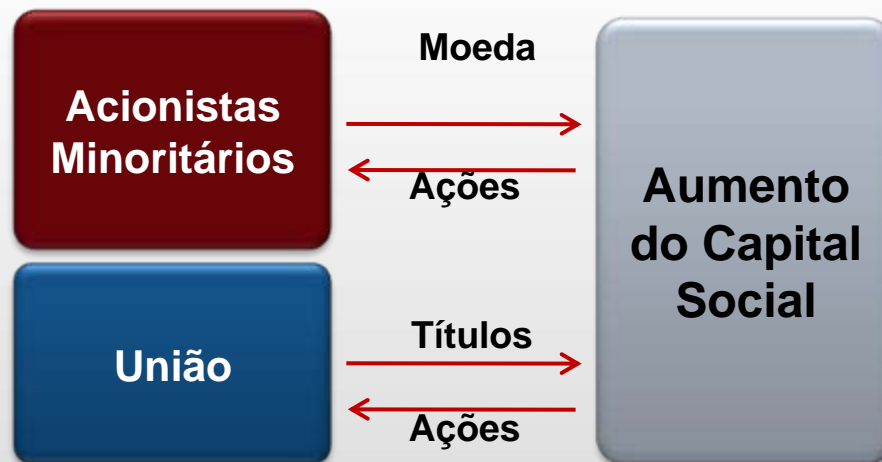 Acionistas
Minoritários
Moeda
Ações
Aumento
do Capital
Social
União
Títulos
Ações